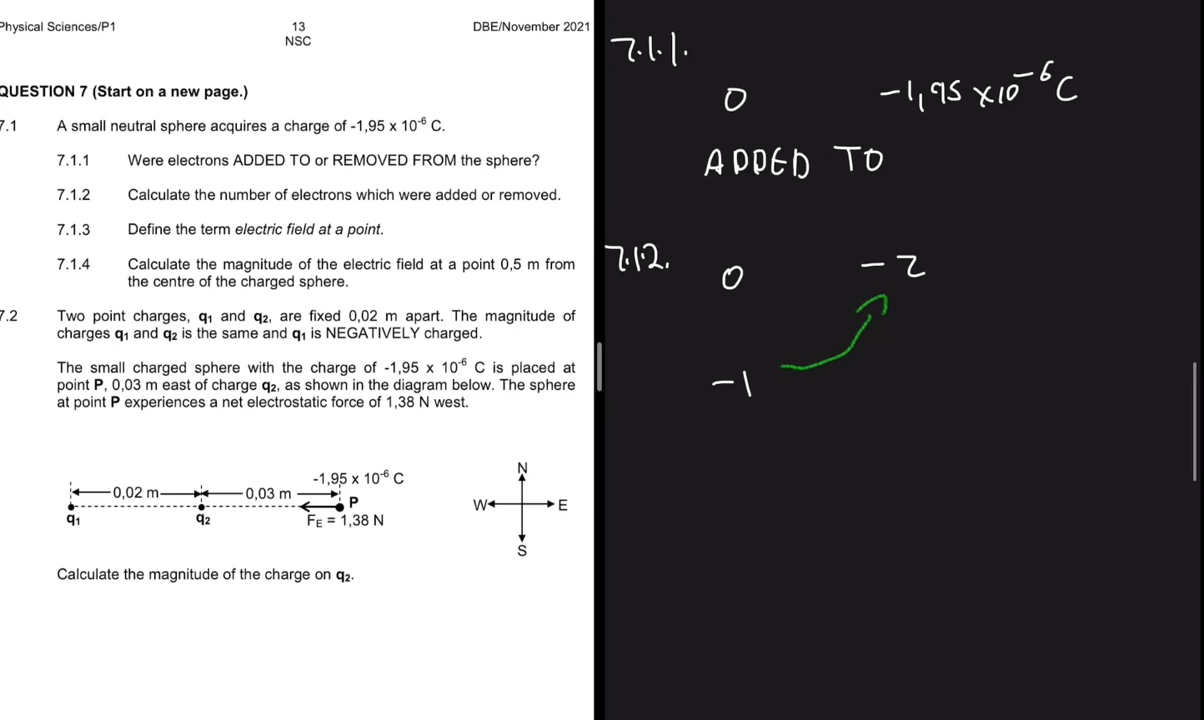 Physical Sciences/P1
13
DBE/November 2021
NSC
QUESTION 7 (Start on a new page.)
7.1 A small neutral sphere acquires a charge of -1,95 x 10⁻⁶ C.
7.1.1 Were electrons ADDED TO or REMOVED FROM the sphere?
7.1.2 Calculate the number of electrons which were added or removed.
7.1.3 Define the term electric field at a point.
7.1.4 Calculate the magnitude of the electric field at a point 0,5 m from
the centre of the charged sphere.
7.2 Two point charges, q₁ and q₂, are fixed 0,02 m apart. The magnitude of
charges q₁ and q₂ is the same and q₁ is NEGATIVELY charged.
The small charged sphere with the charge of -1,95 x 10⁻⁶ C is placed at
point P, 0,03 m east of charge q₂, as shown in the diagram below. The sphere
at point P experiences a net electrostatic force of 1,38 N west.
-1,95 x 10⁻⁶ C
0,02 m
0,03 m
P
q₁
q₂
F_E = 1,38 N
N
W
E
S
Calculate the magnitude of the charge on q₂.
7.1.1.
0 -1,95 x10⁻⁶ C
ADDED TO
7.1.2.
0 -2
-1